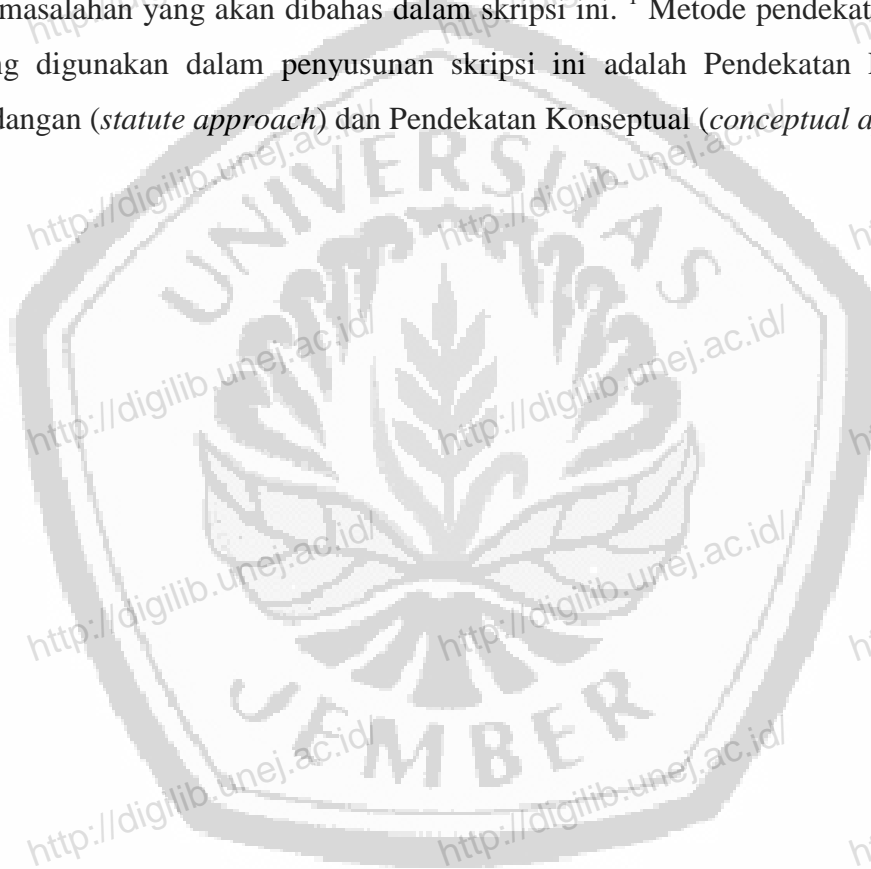 masalahan yang akan dibahas dalam skripsi ini. 1 Metode pendekat
ng digunakan dalam penyusunan skripsi ini adalah Pendekatan
dangan (statute approach) dan Pendekatan Konseptual (conceptual a
UNIVERSITAS
JEMBER
http://digilib.unej.ac.id/
http://digilib.unej.ac.id/
http://digilib.unej.ac.id/
http://digilib.unej.ac.id/
http://digilib.unej.ac.id/
http://digilib.unej.ac.id/
http://digilib.unej.ac.id/
http://digilib.unej.ac.id/